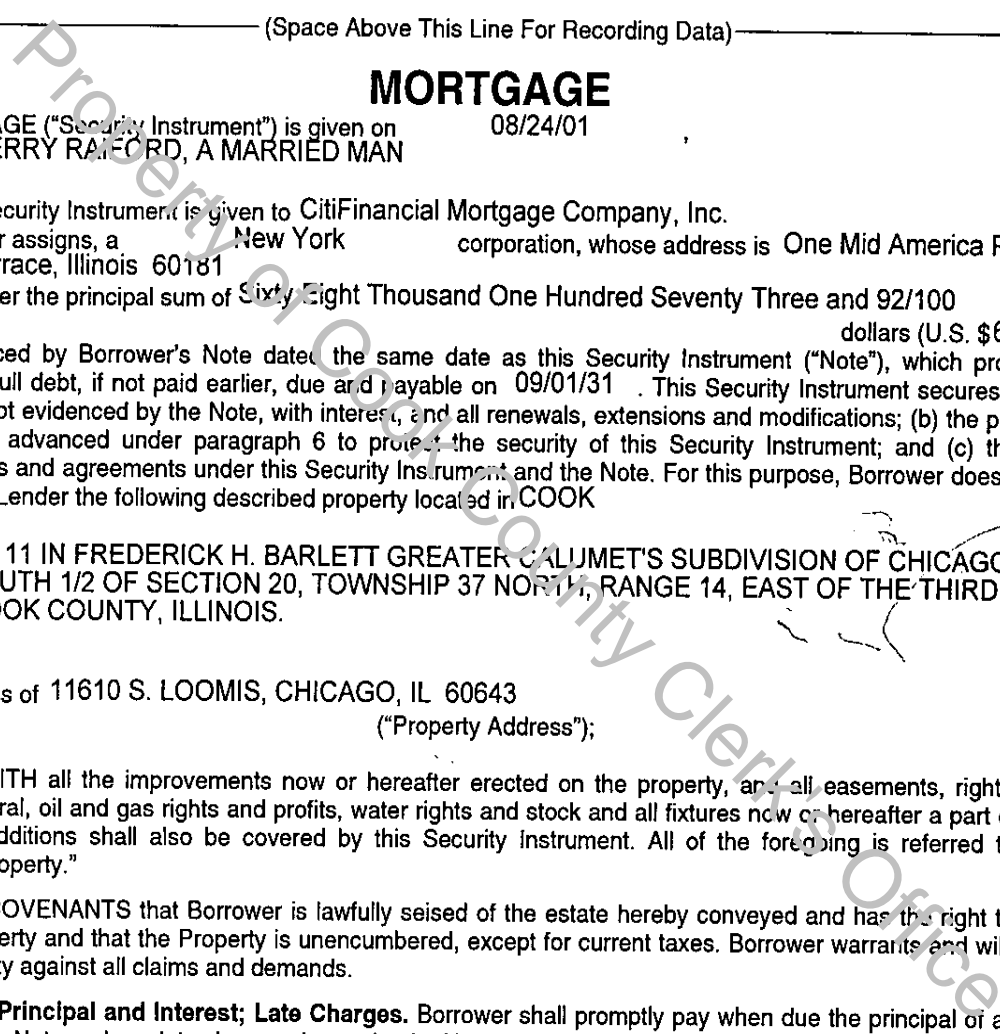 (Space Above This Line For Recording Data)
MORTGAGE
AGE ("Security Instrument") is given on 08/24/01
ERRY RAIFORD, A MARRIED MAN
ecurity Instrument is given to CitiFinancial Mortgage Company, Inc.
r assigns, a New York corporation, whose address is One Mid America P
rrace, Illinois 60181
er the principal sum of Sixty Eight Thousand One Hundred Seventy Three and 92/100
dollars (U.S. $6
ced by Borrower's Note dated the same date as this Security Instrument ("Note"), which pro
ull debt, if not paid earlier, due and payable on 09/01/31 . This Security Instrument secures
bt evidenced by the Note, with interest, and all renewals, extensions and modifications; (b) the p
advanced under paragraph 6 to protect the security of this Security Instrument; and (c) th
s and agreements under this Security Instrument and the Note. For this purpose, Borrower does
Lender the following described property located in COOK
11 IN FREDERICK H. BARLETT GREATER CALUMET'S SUBDIVISION OF CHICAGO
UTH 1/2 OF SECTION 20, TOWNSHIP 37 NORTH, RANGE 14, EAST OF THE THIRD
OOK COUNTY, ILLINOIS.
s of 11610 S. LOOMIS, CHICAGO, IL 60643
("Property Address");
ITH all the improvements now or hereafter erected on the property, and all easements, right
ral, oil and gas rights and profits, water rights and stock and all fixtures now or hereafter a part
dditions shall also be covered by this Security Instrument. All of the foregoing is referred t
operty."
OVENANTS that Borrower is lawfully seised of the estate hereby conveyed and has the right t
erty and that the Property is unencumbered, except for current taxes. Borrower warrants and wil
ty against all claims and demands.
Principal and Interest; Late Charges. Borrower shall promptly pay when due the principal of a
Property of Cook County Clerk's Office